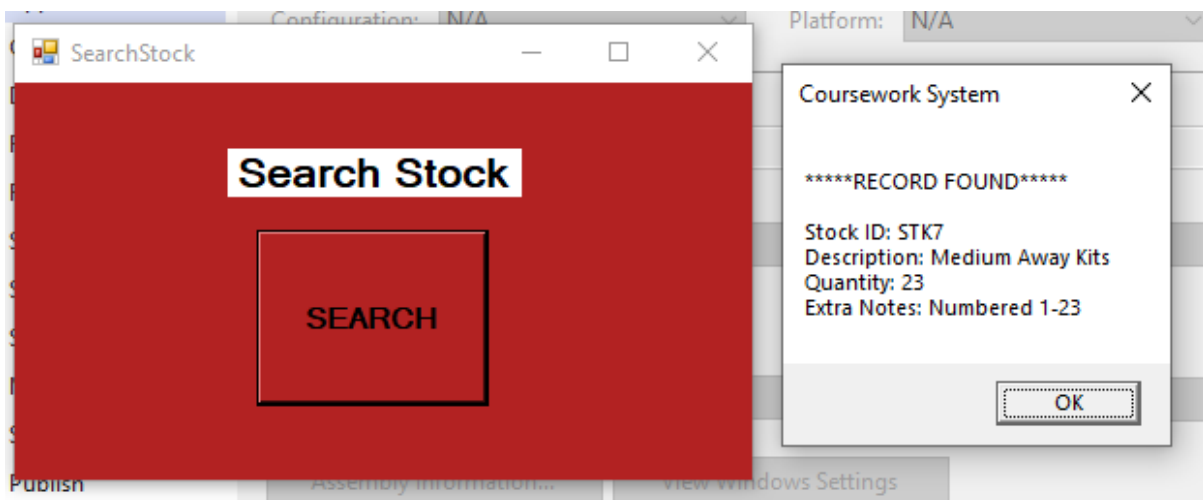 Configuration: N/A
Platform: N/A
SearchStock
Search Stock
SEARCH
Coursework System
*****RECORD FOUND*****
Stock ID: STK7
Description: Medium Away Kits
Quantity: 23
Extra Notes: Numbered 1-23
OK
Publish
Assembly Information...
View Windows Settings